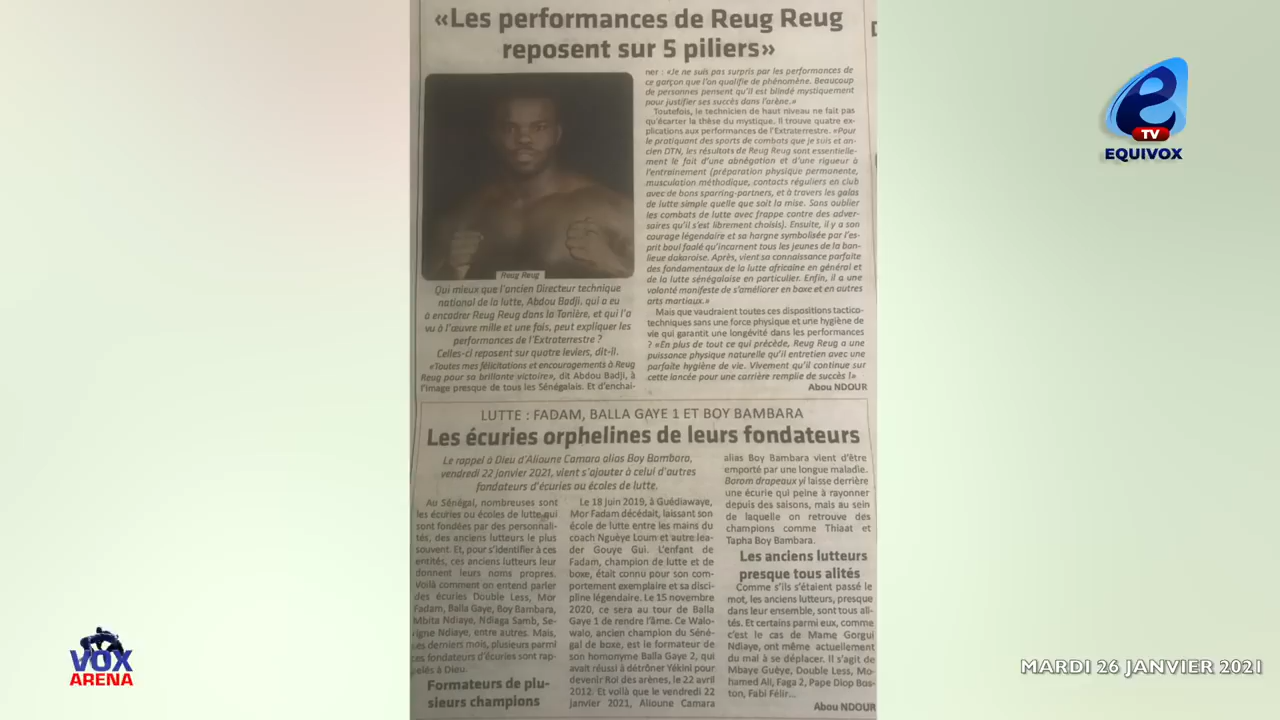 «Les performances de Reug Reug
reposent sur 5 piliers»
Reug Reug
Qui mieux que l'ancien Directeur technique
national de la lutte, Abdou Badji, qui a eu
à encadrer Reug Reug dans la Tanière, et qui l'a
vu à l'œuvre mille et une fois, peut expliquer les
performances de l'Extraterrestre ?
Celles-ci reposent sur quatre leviers, dit-il.
«Toutes mes félicitations et encouragements à Reug
Reug pour sa brillante victoire», dit Abdou Badji, à
l'image presque de tous les Sénégalais. Et d'enchaî-
ner : «Je ne suis pas surpris par les performances de
ce garçon que l'on qualifie de phénomène. Beaucoup
de personnes pensent qu'il est blindé mystiquement
pour justifier ses succès dans l'arène.»
Toutefois, le technicien de haut niveau ne fait pas
qu'écarter la thèse du mystique. Il trouve quatre ex-
plications aux performances de l'Extraterrestre. «Pour
le pratiquant des sports de combats que je suis et an-
cien DTN, les résultats de Reug Reug sont essentielle-
ment le fait d'une abnégation et d'une rigueur à
l'entraînement (préparation physique permanente,
musculation méthodique, contacts réguliers en club
avec de bons sparring-partners, et à travers les galas
de lutte simple quelle que soit la mise. Sans oublier
les combats de lutte avec frappe contre des adver-
saires qu'il s'est librement choisis). Ensuite, il y a son
courage légendaire et sa hargne symbolisée par l'es-
prit boul faalé qu'incarnent tous les jeunes de la ban-
lieue dakaroise. Après, vient sa connaissance parfaite
des fondamentaux de la lutte africaine en général et
de la lutte sénégalaise en particulier. Enfin, il a une
volonté manifeste de s'améliorer en boxe et en autres
arts martiaux.»
Mais que vaudraient toutes ces dispositions tactico-
techniques sans une force physique et une hygiène de
vie qui garantit une longévité dans les performances
? «En plus de tout ce qui précède, Reug Reug a une
puissance physique naturelle qu'il entretien avec une
parfaite hygiène de vie. Vivement qu'il continue sur
cette lancée pour une carrière remplie de succès !»
Abou NDOUR
LUTTE : FADAM, BALLA GAYE 1 ET BOY BAMBARA
Les écuries orphelines de leurs fondateurs
Le rappel à Dieu d'Alioune Camara alias Boy Bambara,
vendredi 22 janvier 2021, vient s'ajouter à celui d'autres
fondateurs d'écuries ou écoles de lutte.
Au Sénégal, nombreuses sont
les écuries ou écoles de lutte qui
sont fondées par des personnali-
tés, des anciens lutteurs le plus
souvent. Et, pour s'identifier à ces
entités, ces anciens lutteurs leur
donnent leurs noms propres.
Voilà comment on entend parler
des écuries Double Less, Mor
Fadam, Balla Gaye, Boy Bambara,
Mbita Ndiaye, Ndiaga Samb, Se-
rigne Ndiaye, entre autres. Mais,
ces derniers mois, plusieurs parmi
ces fondateurs d'écuries sont rap-
pelés à Dieu.
Formateurs de plu-
sieurs champions
Le 18 juin 2019, à Guédiawaye,
Mor Fadam décédait, laissant son
école de lutte entre les mains du
coach Nguèye Loum et autre lea-
der Gouye Gui. L'enfant de
Fadam, champion de lutte et de
boxe, était connu pour son com-
portement exemplaire et sa disci-
pline légendaire. Le 15 novembre
2020, ce sera au tour de Balla
Gaye 1 de rendre l'âme. Ce Walo-
walo, ancien champion du Séné-
gal de boxe, est le formateur de
son homonyme Balla Gaye 2, qui
avait réussi à détrôner Yékini pour
devenir Roi des arènes, le 22 avril
2012. Et voilà que le vendredi 22
janvier 2021, Alioune Camara
alias Boy Bambara vient d'être
emporté par une longue maladie.
Borom drapeaux yi laisse derrière
une écurie qui peine à rayonner
depuis des saisons, mais au sein
de laquelle on retrouve des
champions comme Thiaat et
Tapha Boy Bambara.
Les anciens lutteurs
presque tous alités
Comme s'ils s'étaient passé le
mot, les anciens lutteurs, presque
dans leur ensemble, sont tous ali-
tés. Et certains parmi eux, comme
c'est le cas de Mame Gorgui
Ndiaye, ont même actuellement
du mal à se déplacer. Il s'agit de
Mbaye Guèye, Double Less, Mo-
hamed Ali, Faga 2, Pape Diop Bos-
ton, Fabi Félir...
Abou NDOUR
e
TV
EQUIVOX
VOX
ARENA
MARDI 26 JANVIER 2021